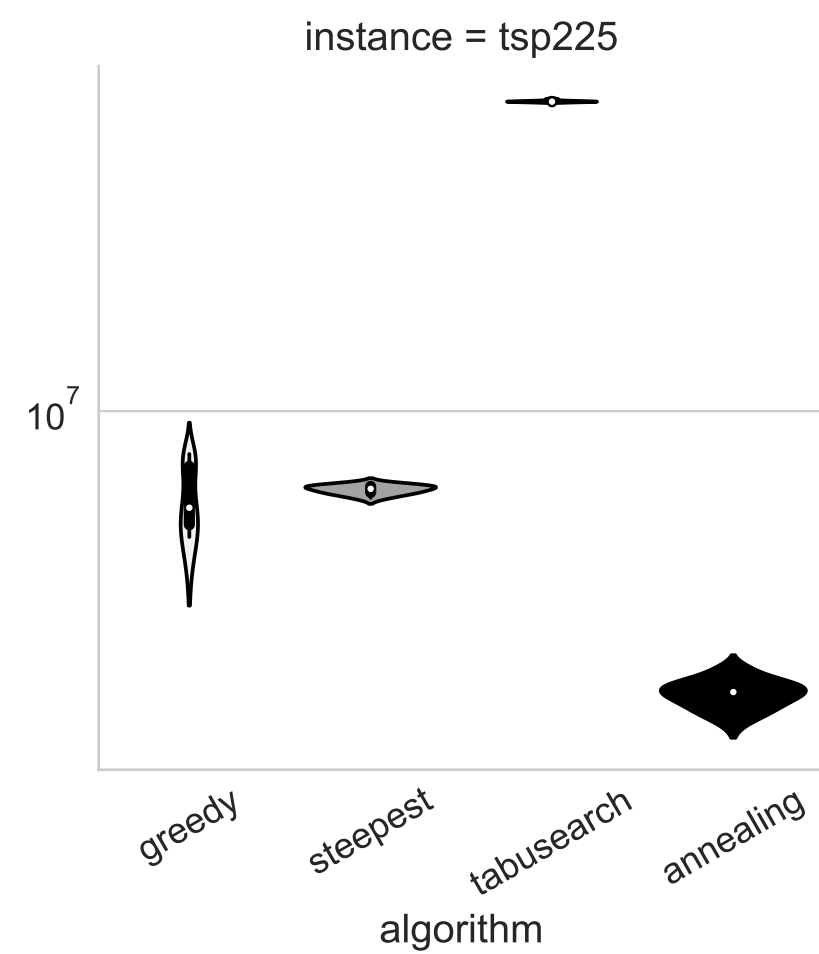 instance = tsp225
10^7
greedy
steepest
tabusearch
annealing
algorithm